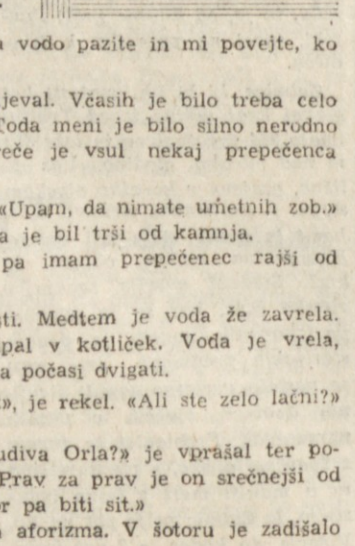 vodo pazite in mi povejte, ko
jeval. Včasih je bilo treba celo
Toda meni je bilo silno nerodno
eče je vsul nekaj prepečenca
«Upam, da nimate umetnih zob.»
a je bil trši od kamnja.
pa imam prepečenec rajši od
ti. Medtem je voda že zavrela.
pal v kotliček. Voda je vrela,
a počasi dvigati.
», je rekel. «Ali ste zelo lačni?»
udiva Orla?» je vprašal ter po-
Prav za prav je on srečnejši od
r pa biti sit.»
aforizma. V šotoru je zadišalo